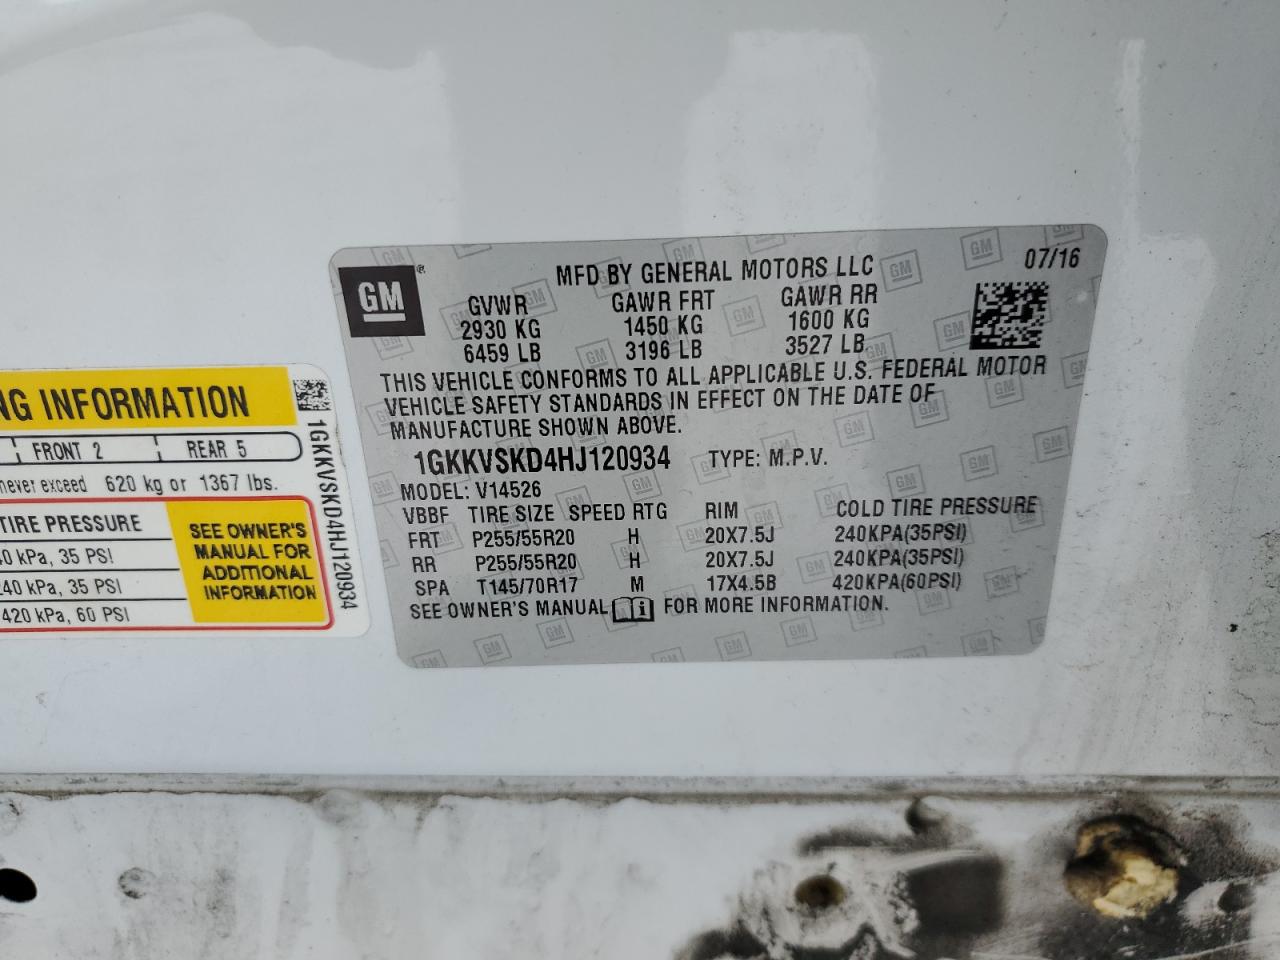 GM
MFD BY GENERAL MOTORS LLC
07/16
GVWR GAWR FRT GAWR RR
2930 KG 1450 KG 1600 KG
6459 LB 3196 LB 3527 LB
THIS VEHICLE CONFORMS TO ALL APPLICABLE U.S. FEDERAL MOTOR
VEHICLE SAFETY STANDARDS IN EFFECT ON THE DATE OF
MANUFACTURE SHOWN ABOVE.
1GKKVSKD4HJ120934 TYPE: M.P.V.
MODEL: V14526
VBBF TIRE SIZE SPEED RTG RIM COLD TIRE PRESSURE
FRT P255/55R20 H 20X7.5J 240KPA(35PSI)
RR P255/55R20 H 20X7.5J 240KPA(35PSI)
SPA T145/70R17 M 17X4.5B 420KPA(60PSI)
SEE OWNER'S MANUAL FOR MORE INFORMATION.
NG INFORMATION
FRONT 2 REAR 5
never exceed 620 kg or 1367 lbs.
TIRE PRESSURE
0 kPa, 35 PSI
240 kPa, 35 PSI
420 kPa, 60 PSI
SEE OWNER'S
MANUAL FOR
ADDITIONAL
INFORMATION
1GKKVSKD4HJ120934